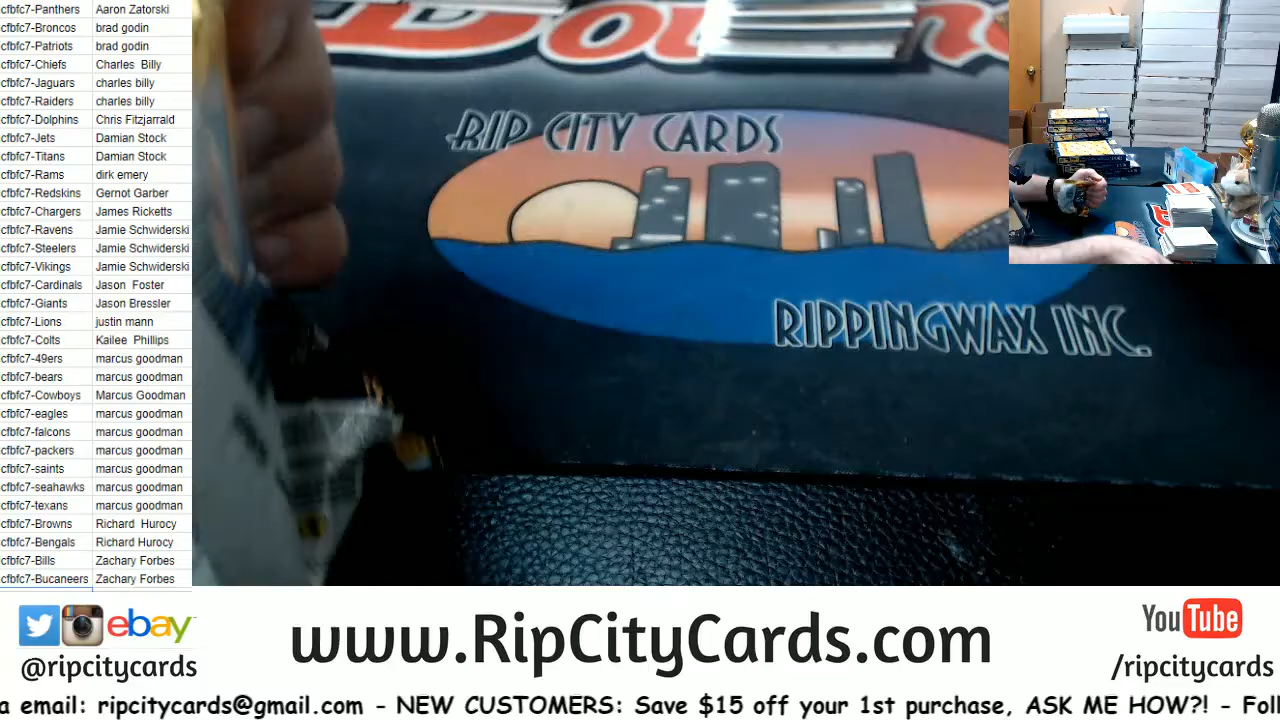 cfbfc7-Panthers Aaron Zatorski
cfbfc7-Broncos brad godin
cfbfc7-Patriots brad godin
cfbfc7-Chiefs Charles Billy
cfbfc7-Jaguars charles billy
cfbfc7-Raiders charles billy
cfbfc7-Dolphins Chris Fitzjarrald
cfbfc7-Jets Damian Stock
cfbfc7-Titans Damian Stock
cfbfc7-Rams dirk emery
cfbfc7-Redskins Gernot Garber
cfbfc7-Chargers James Ricketts
cfbfc7-Ravens Jamie Schwiderski
cfbfc7-Steelers Jamie Schwiderski
cfbfc7-Vikings Jamie Schwiderski
cfbfc7-Cardinals Jason Foster
cfbfc7-Giants Jason Bressler
cfbfc7-Lions justin mann
cfbfc7-Colts Kailee Phillips
cfbfc7-49ers marcus goodman
cfbfc7-bears marcus goodman
cfbfc7-Cowboys Marcus Goodman
cfbfc7-eagles marcus goodman
cfbfc7-falcons marcus goodman
cfbfc7-packers marcus goodman
cfbfc7-saints marcus goodman
cfbfc7-seahawks marcus goodman
cfbfc7-texans marcus goodman
cfbfc7-Browns Richard Hurocy
cfbfc7-Bengals Richard Hurocy
cfbfc7-Bills Zachary Forbes
cfbfc7-Bucaneers Zachary Forbes
RIP CITY CARDS
RIPPINGWAX INC.
ebay
@ripcitycards
www.RipCityCards.com
YouTube
/ripcitycards
a email: ripcitycards@gmail.com - NEW CUSTOMERS: Save $15 off your 1st purchase, ASK ME HOW?! - Foll